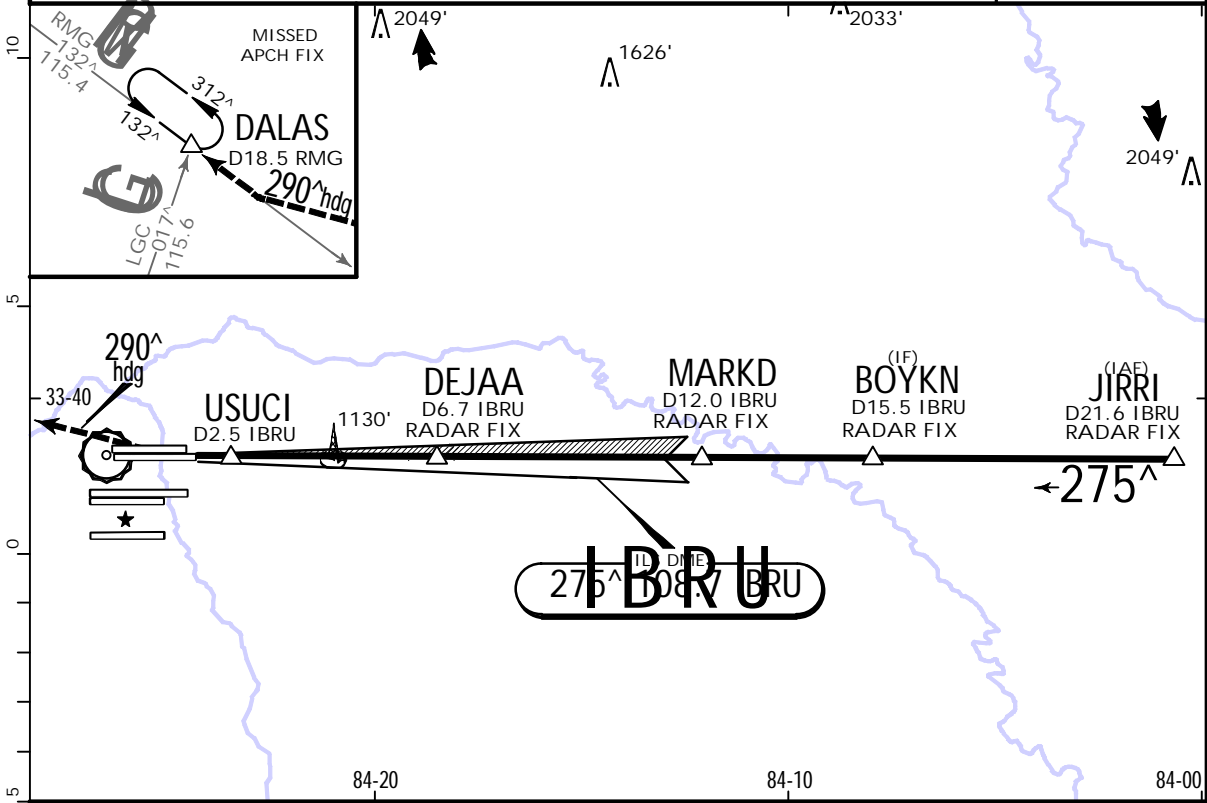 10
RMG
132^
115.4
MISSED
APCH FIX
312^
132^
DALAS
D18.5 RMG
290^hdg
LGC
017^
115.6
2049'
1626'
2033'
2049'
5
290^
hdg
33-40
USUCI
D2.5 IBRU
1130'
DEJAA
D6.7 IBRU
RADAR FIX
MARKD
D12.0 IBRU
RADAR FIX
(IF)
BOYKN
D15.5 IBRU
RADAR FIX
(IAF)
JIRRI
D21.6 IBRU
RADAR FIX
275^
0
ILS DME
275^ 108.7 IBRU
IBRU
5
84-20
84-10
84-00